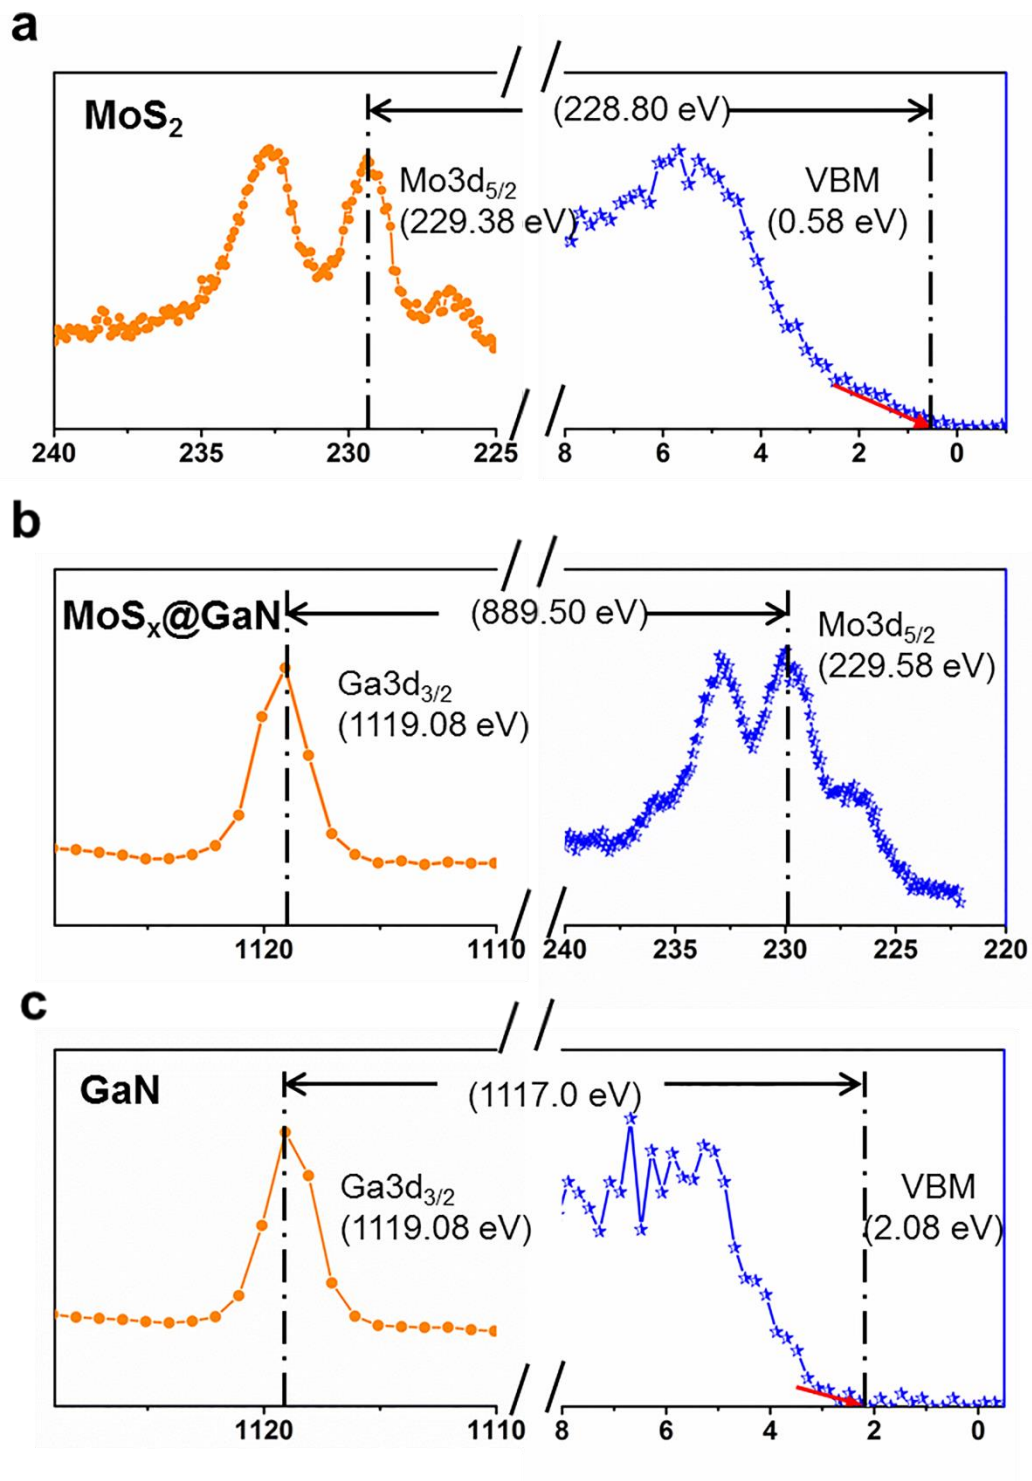 a
MoS₂
(228.80 eV)
Mo3d₅/₂
(229.38 eV)
VBM
(0.58 eV)
240 235 230 225 8 6 4 2 0
b
MoSₓ@GaN
(889.50 eV)
Mo3d₅/₂
(229.58 eV)
Ga3d₃/₂
(1119.08 eV)
1120 1110 240 235 230 225 220
c
GaN
(1117.0 eV)
Ga3d₃/₂
(1119.08 eV)
VBM
(2.08 eV)
1120 1110 8 6 4 2 0